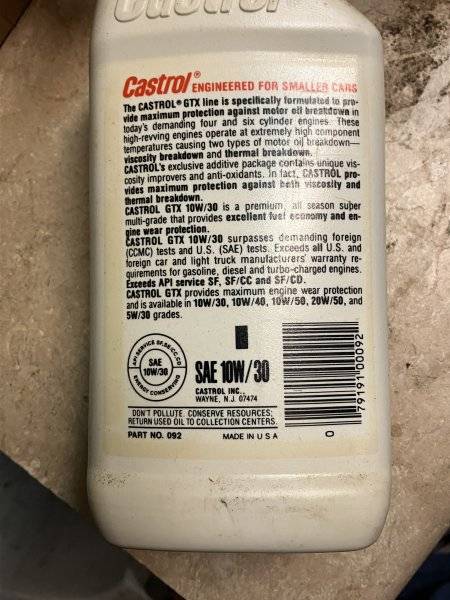 Castrol
Castrol® ENGINEERED FOR SMALLER CARS
The CASTROL® GTX line is specifically formulated to pro-
vide maximum protection against motor oil breakdown in
today's demanding four and six cylinder engines. These
high-revving engines operate at extremely high component
temperatures causing two types of motor oil breakdown—
viscosity breakdown and thermal breakdown.
CASTROL's exclusive additive package contains unique vis-
cosity improvers and anti-oxidants. In fact, CASTROL pro-
vides maximum protection against both viscosity and
thermal breakdown.
CASTROL GTX 10W/30 is a premium, all season super
multi-grade that provides excellent fuel economy and en-
gine wear protection.
CASTROL GTX 10W/30 surpasses demanding foreign
(CCMC) tests and U.S. (SAE) tests. Exceeds all U.S. and
foreign car and light truck manufacturers' warranty re-
quirements for gasoline, diesel and turbo-charged engines.
Exceeds API service SF, SF/CC and SF/CD.
CASTROL GTX provides maximum engine wear protection
and is available in 10W/30, 10W/40, 10W/50, 20W/50, and
5W/30 grades.
API SERVICE SF,SE,CC,CD
SAE
10W/30
ENERGY CONSERVING
SAE 10W/30
CASTROL INC.,
WAYNE, N.J. 07474
DON'T POLLUTE. CONSERVE RESOURCES;
RETURN USED OIL TO COLLECTION CENTERS.
PART NO. 092 MADE IN USA
0 79191 00092